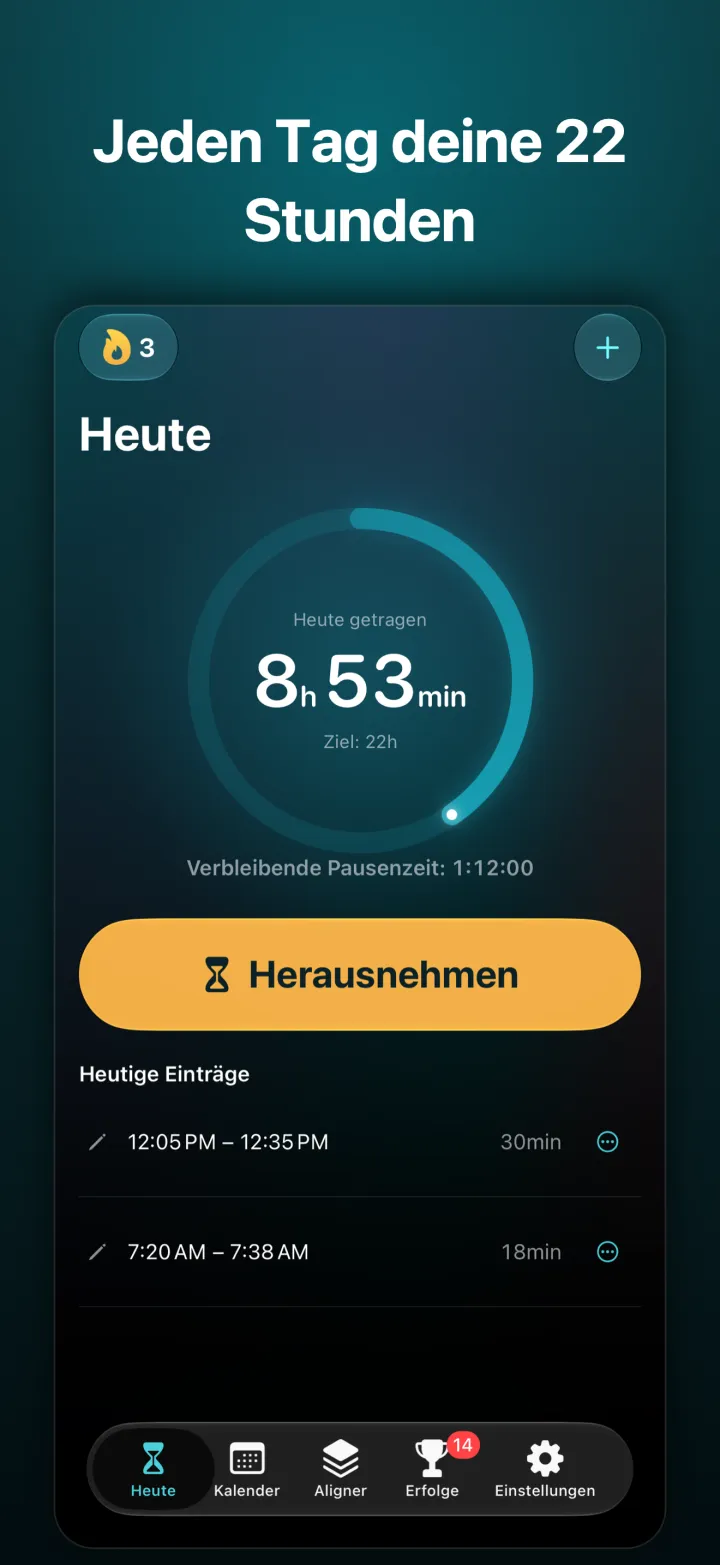 Jeden Tag deine 22
Stunden
3
Heute
Heute getragen
8h 53min
Ziel: 22h
Verbleibende Pausenzeit: 1:12:00
Herausnehmen
Heutige Einträge
12:05 PM – 12:35 PM 30min
7:20 AM – 7:38 AM 18min
14
Heute Kalender Aligner Erfolge Einstellungen